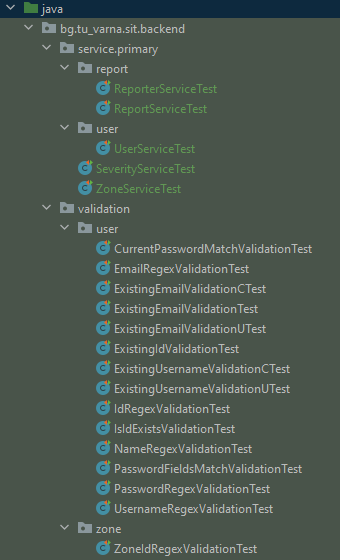 java
bg.tu_varna.sit.backend
service.primary
report
ReporterServiceTest
ReportServiceTest
user
UserServiceTest
SeverityServiceTest
ZoneServiceTest
validation
user
CurrentPasswordMatchValidationTest
EmailRegexValidationTest
ExistingEmailValidationCTest
ExistingEmailValidationTest
ExistingEmailValidationUTest
ExistingIdValidationTest
ExistingUsernameValidationCTest
ExistingUsernameValidationUTest
IdRegexValidationTest
IsIdExistsValidationTest
NameRegexValidationTest
PasswordFieldsMatchValidationTest
PasswordRegexValidationTest
UsernameRegexValidationTest
zone
ZoneIdRegexValidationTest